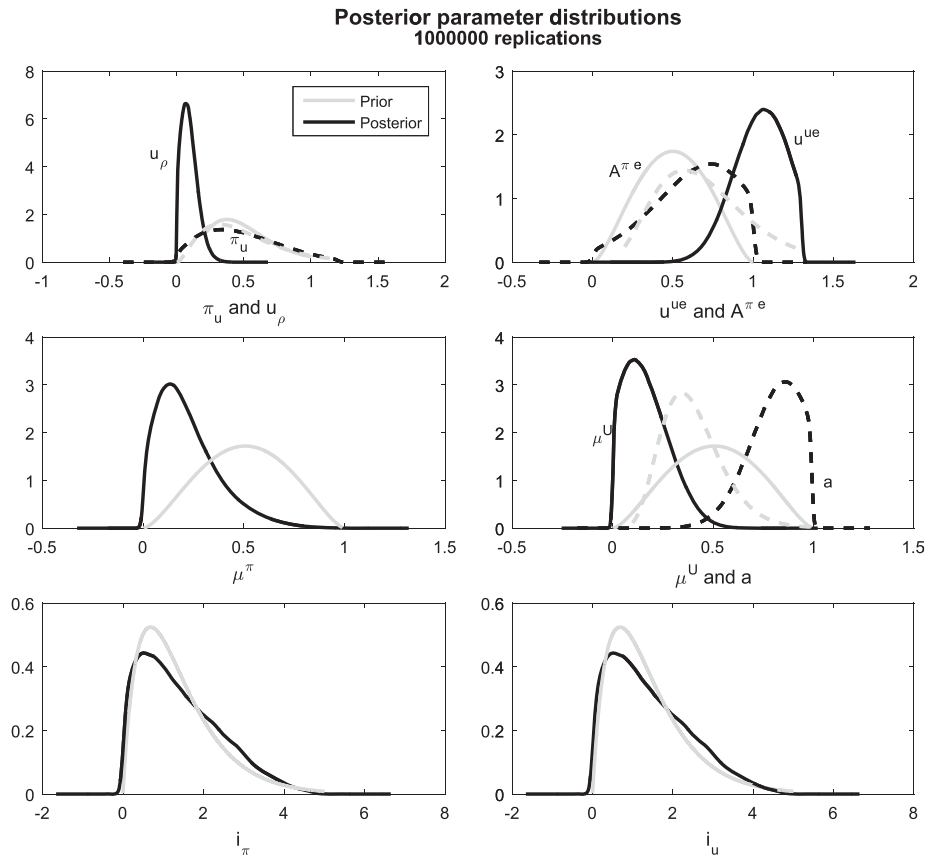 Posterior parameter distributions
1000000 replications
8
6
4
2
0
-1 -0.5 0 0.5 1 1.5 2
u_ρ
π_u
Prior
Posterior
π_u and u_ρ
3
2
1
0
-0.5 0 0.5 1 1.5 2
A^{π e}
u^{ue}
u^{ue} and A^{π e}
4
3
2
1
0
-0.5 0 0.5 1 1.5
μ^π
4
3
2
1
0
-0.5 0 0.5 1 1.5
μ^U
a
μ^U and a
0.6
0.4
0.2
0
-2 0 2 4 6 8
i_π
0.6
0.4
0.2
0
-2 0 2 4 6 8
i_u